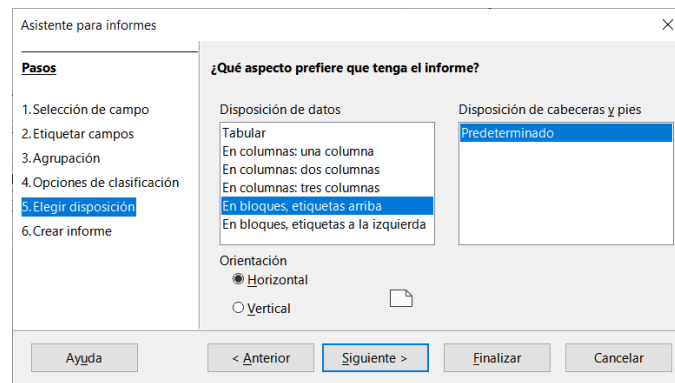 Asistente para informes
Pasos
1. Selección de campo
2. Etiquetar campos
3. Agrupación
4. Opciones de clasificación
5. Elegir disposición
6. Crear informe
¿Qué aspecto prefiere que tenga el informe?
Disposición de datos
Tabular
En columnas: una columna
En columnas: dos columnas
En columnas: tres columnas
En bloques, etiquetas arriba
En bloques, etiquetas a la izquierda
Disposición de cabeceras y pies
Predeterminado
Orientación
Horizontal
Vertical
Ayuda
< Anterior
Siguiente >
Finalizar
Cancelar